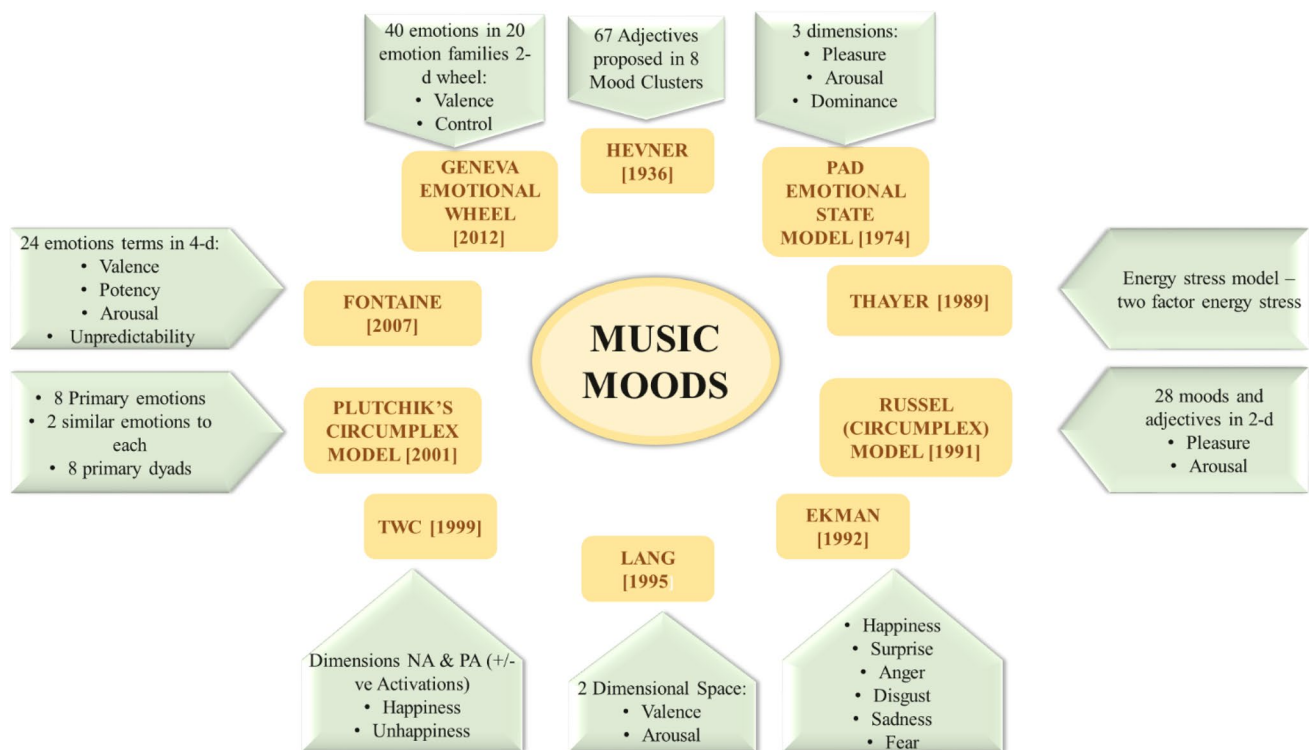 40 emotions in 20
emotion families 2-
d wheel:
• Valence
• Control
67 Adjectives
proposed in 8
Mood Clusters
3 dimensions:
• Pleasure
• Arousal
• Dominance
GENEVA
EMOTIONAL
WHEEL
[2012]
HEVNER
[1936]
PAD
EMOTIONAL
STATE
MODEL [1974]
24 emotions terms in 4-d:
• Valence
• Potency
• Arousal
• Unpredictability
FONTAINE
[2007]
THAYER [1989]
Energy stress model –
two factor energy stress
MUSIC
MOODS
• 8 Primary emotions
• 2 similar emotions to
each
• 8 primary dyads
PLUTCHIK’S
CIRCUMPLEX
MODEL [2001]
RUSSEL
(CIRCUMPLEX)
MODEL [1991]
28 moods and
adjectives in 2-d
• Pleasure
• Arousal
TWC [1999]
LANG
[1995]
EKMAN
[1992]
Dimensions NA & PA (+/-
ve Activations)
• Happiness
• Unhappiness
2 Dimensional Space:
• Valence
• Arousal
• Happiness
• Surprise
• Anger
• Disgust
• Sadness
• Fear